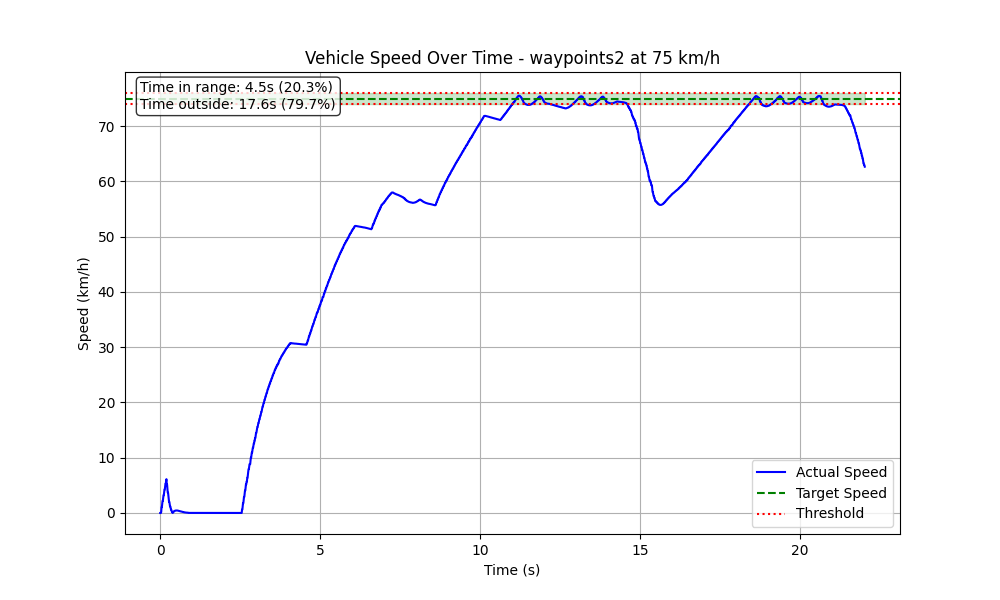 Vehicle Speed Over Time - waypoints2 at 75 km/h
Time in range: 4.5s (20.3%)
Time outside: 17.6s (79.7%)
70
60
50
40
30
20
10
0
Speed (km/h)
0 5 10 15 20
Time (s)
Actual Speed
Target Speed
Threshold